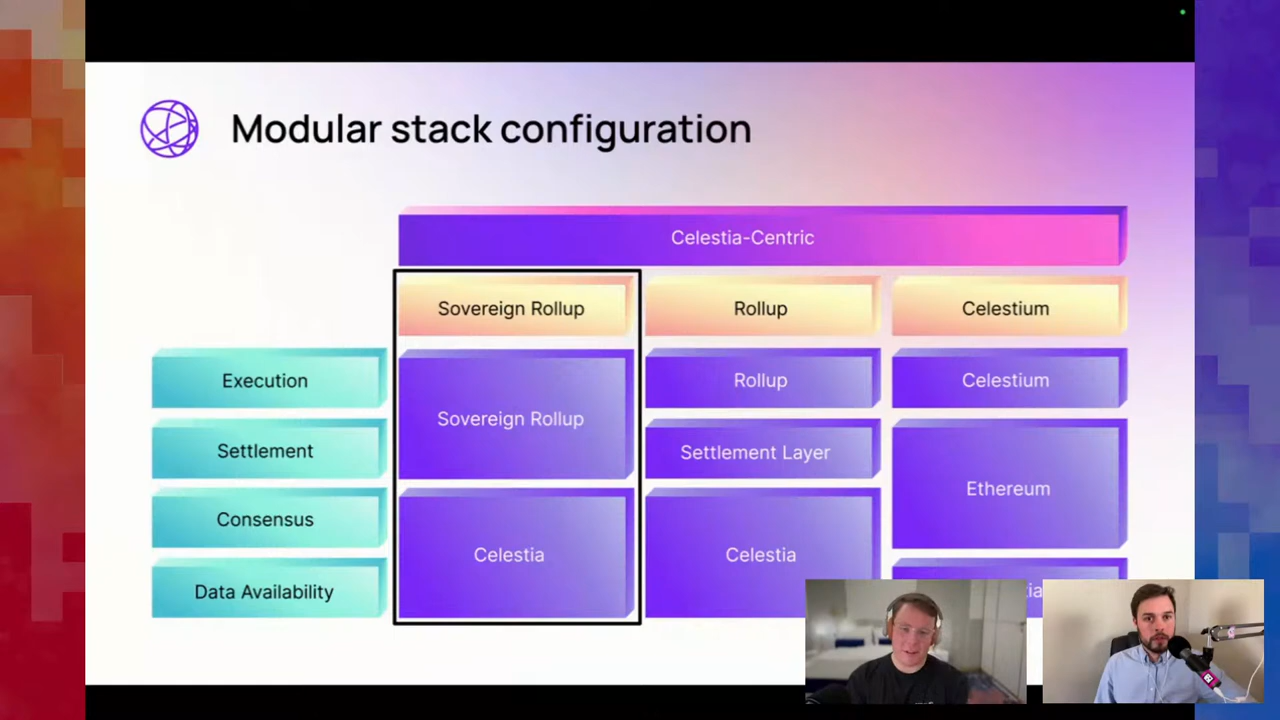 Modular stack configuration
Celestia-Centric
Sovereign Rollup
Rollup
Celestium
Execution
Sovereign Rollup
Rollup
Celestium
Settlement
Settlement Layer
Ethereum
Consensus
Celestia
Celestia
Data Availability